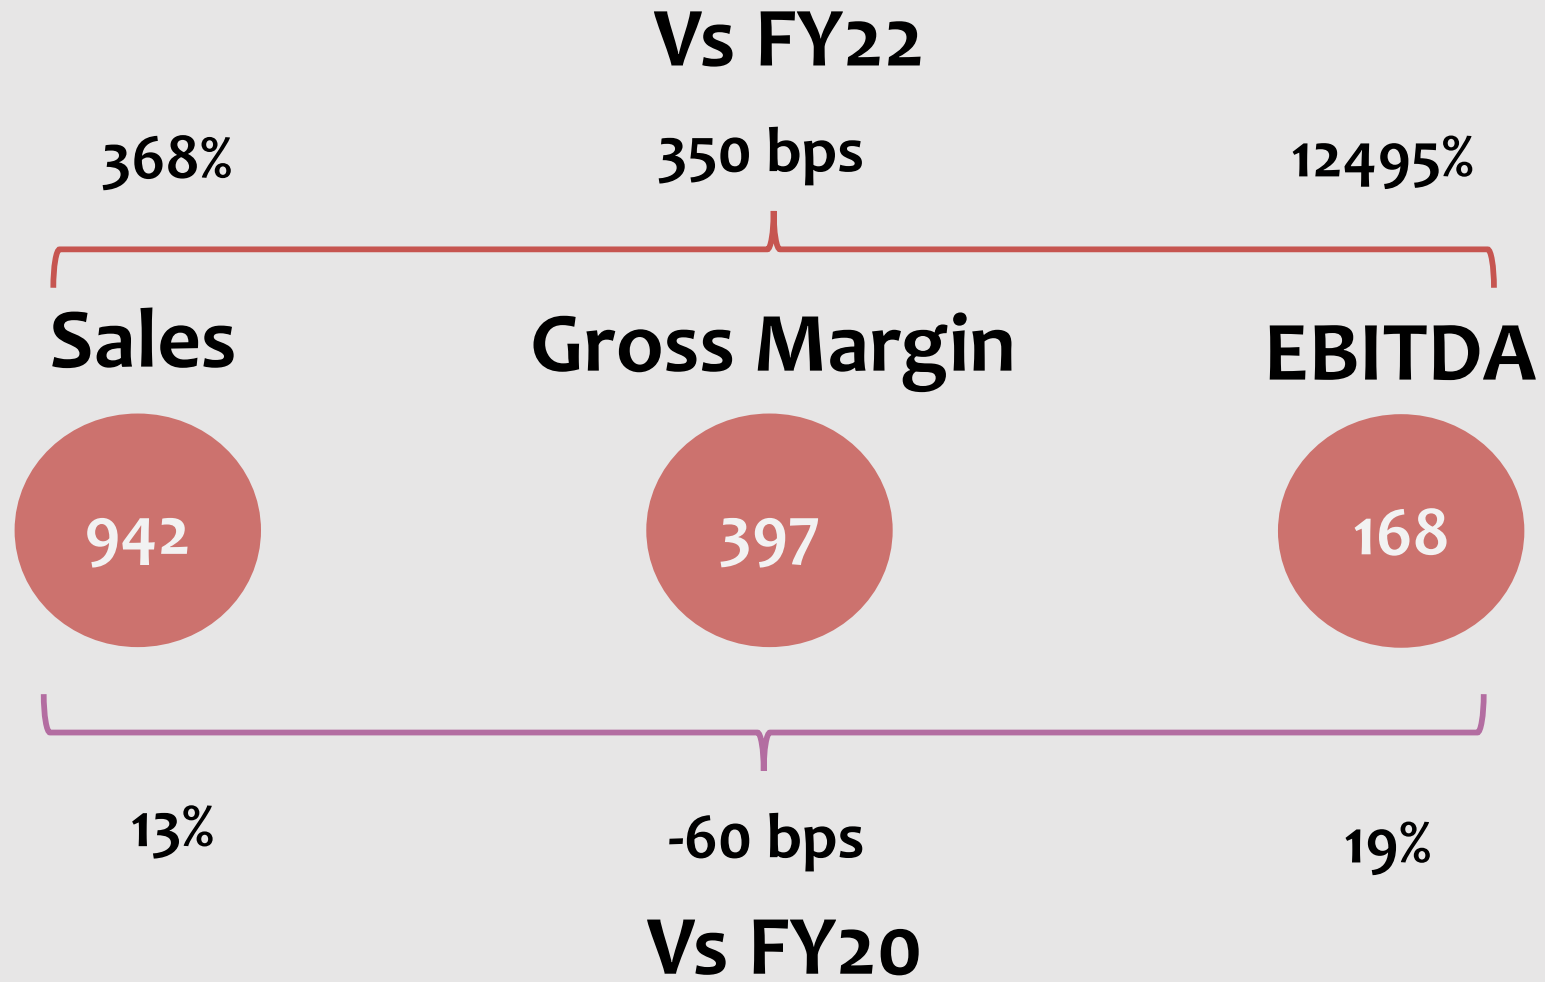 Vs FY22
368% 350 bps 12495%
Sales Gross Margin EBITDA
942 397 168
13% -60 bps 19%
Vs FY20